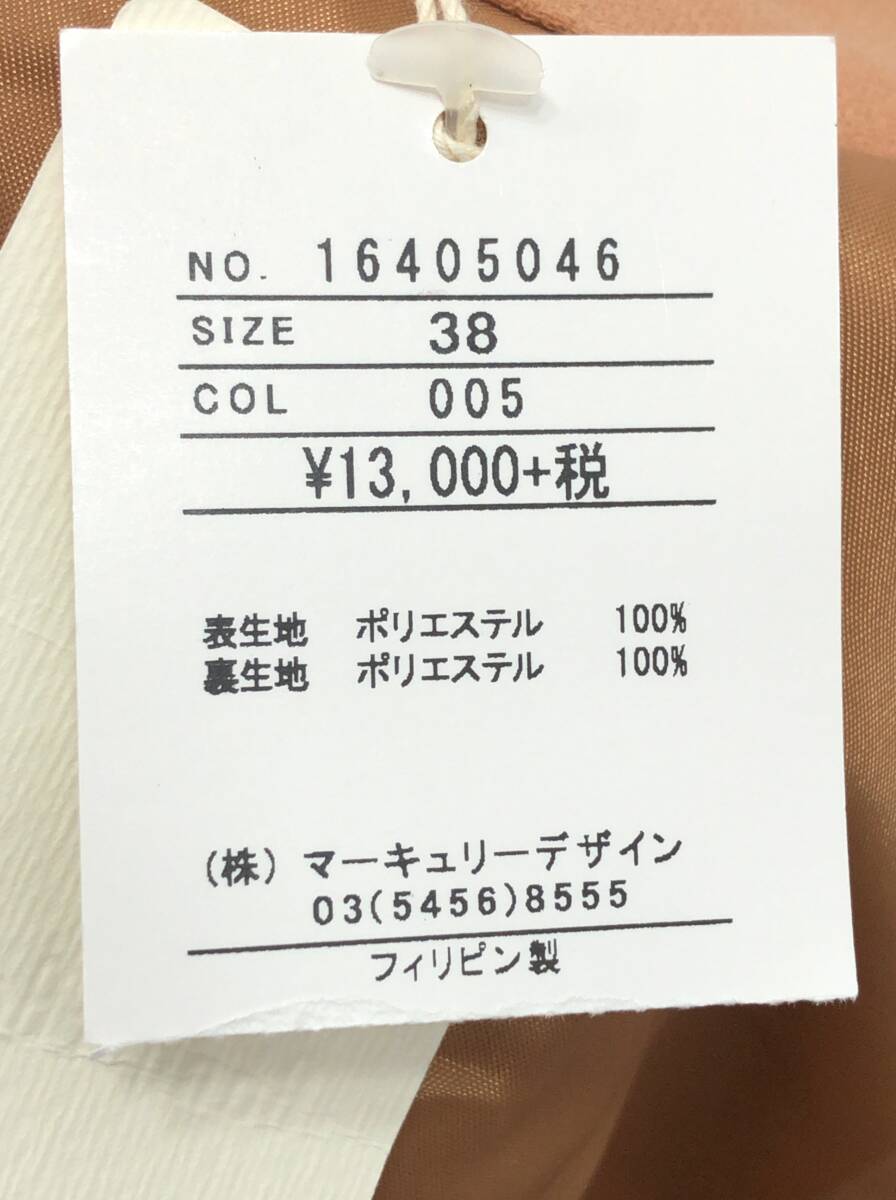 NO. 16405046
SIZE 38
COL 005
¥13,000+税
表生地 ポリエステル 100%
裏生地 ポリエステル 100%
(株) マーキュリーデザイン
03(5456)8555
フィリピン製